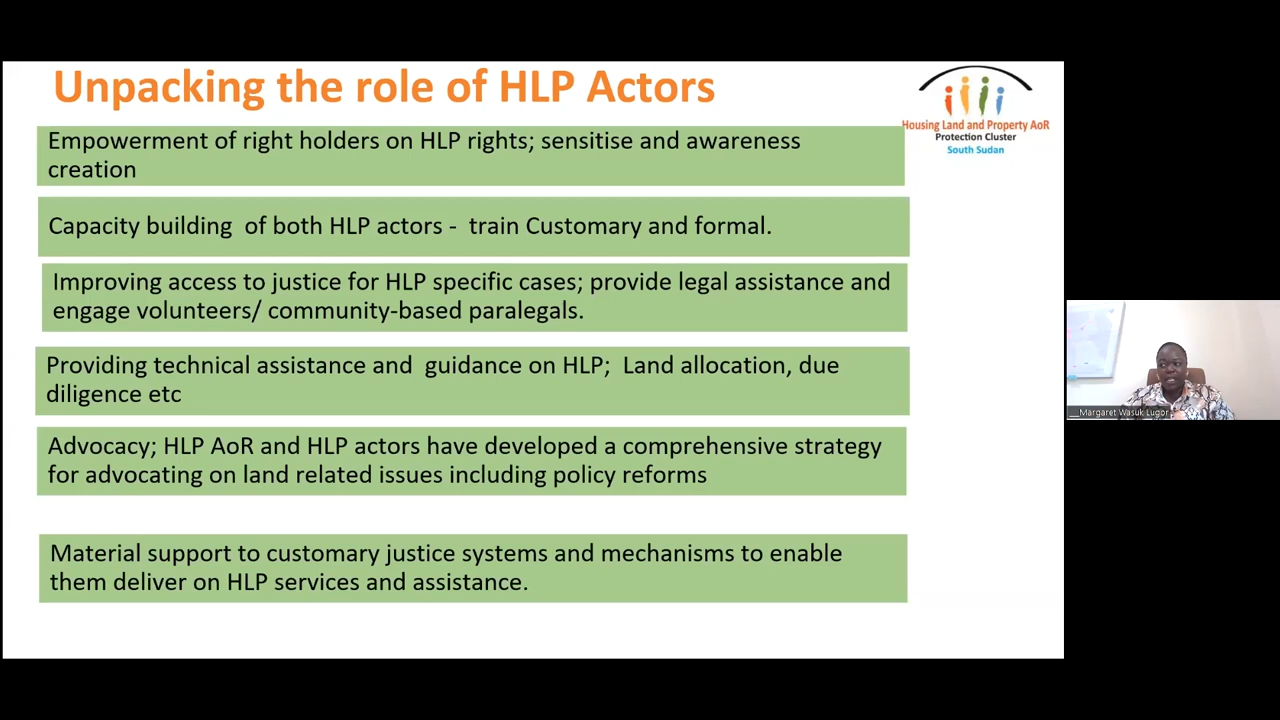 Unpacking the role of HLP Actors
Housing Land and Property AoR
Protection Cluster
South Sudan
Empowerment of right holders on HLP rights; sensitise and awareness
creation
Capacity building  of both HLP actors -  train Customary and formal.
Improving access to justice for HLP specific cases; provide legal assistance and
engage volunteers/ community-based paralegals.
Providing technical assistance and  guidance on HLP;  Land allocation, due
diligence etc
Advocacy; HLP AoR and HLP actors have developed a comprehensive strategy
for advocating on land related issues including policy reforms
Material support to customary justice systems and mechanisms to enable
them deliver on HLP services and assistance.
__Margaret Wasuk Lugor